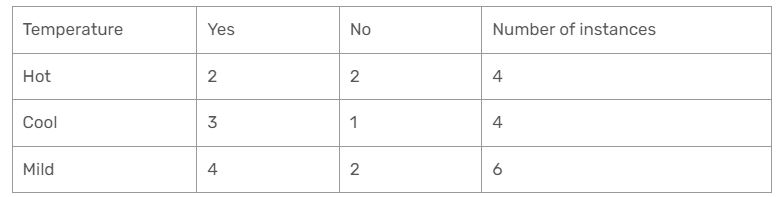 Temperature Yes No Number of instances
Hot 2 2 4
Cool 3 1 4
Mild 4 2 6